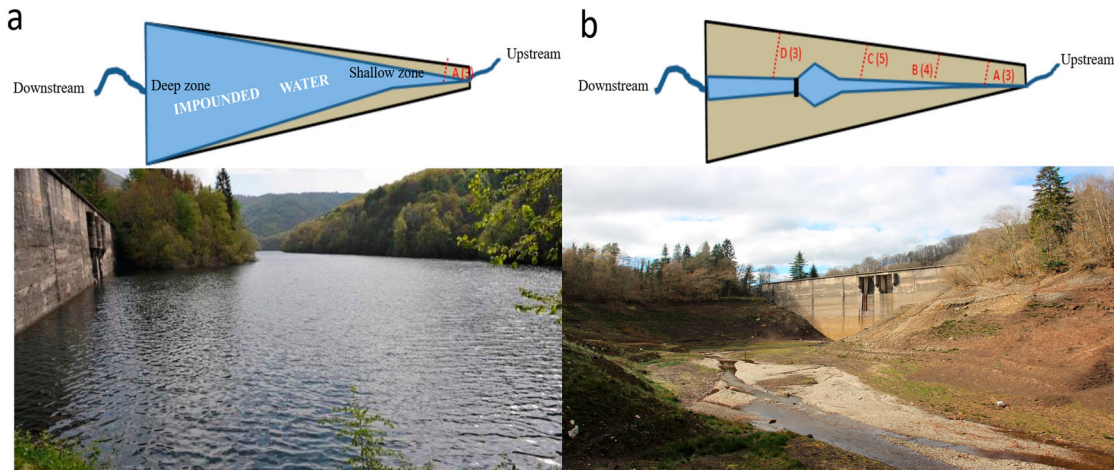 a
Upstream
A (3)
Shallow zone
Downstream
Deep zone
IMPOUNDED WATER
b
Upstream
D (3)
C (5)
B (4)
A (3)
Downstream